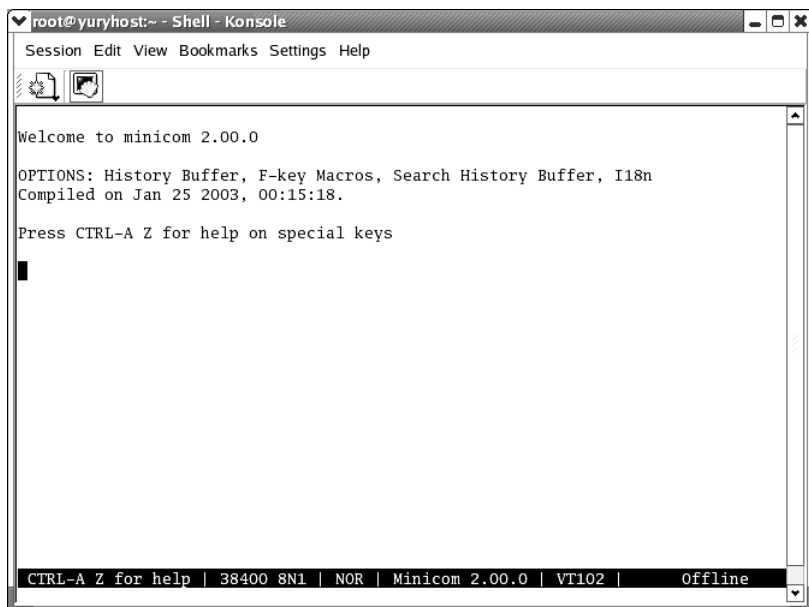 root@yuryhost:~ - Shell - Konsole
Session Edit View Bookmarks Settings Help
Welcome to minicom 2.00.0
OPTIONS: History Buffer, F-key Macros, Search History Buffer, I18n
Compiled on Jan 25 2003, 00:15:18.
Press CTRL-A Z for help on special keys
CTRL-A Z for help | 38400 8N1 | NOR | Minicom 2.00.0 | VT102 | Offline